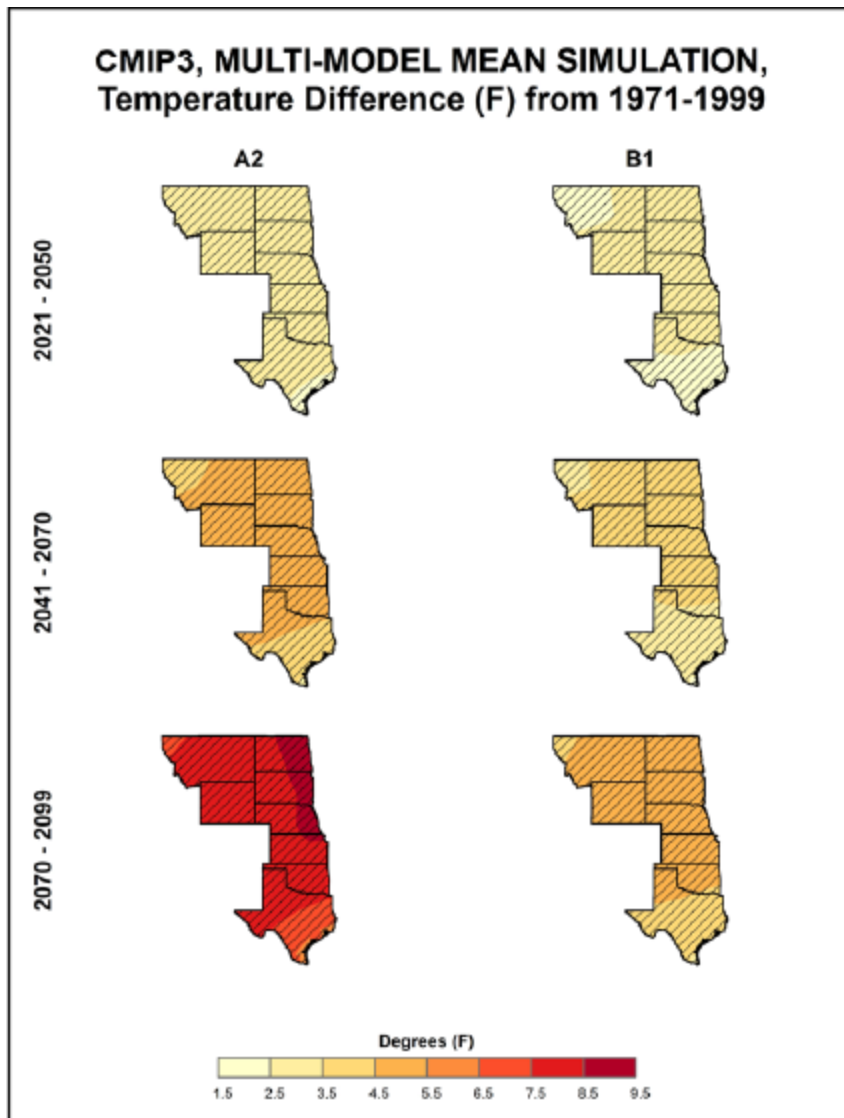 CMIP3, MULTI-MODEL MEAN SIMULATION,
Temperature Difference (F) from 1971-1999
A2
B1
2021 - 2050
2041 - 2070
2070 - 2099
Degrees (F)
1.5 2.5 3.5 4.5 5.5 6.5 7.5 8.5 9.5